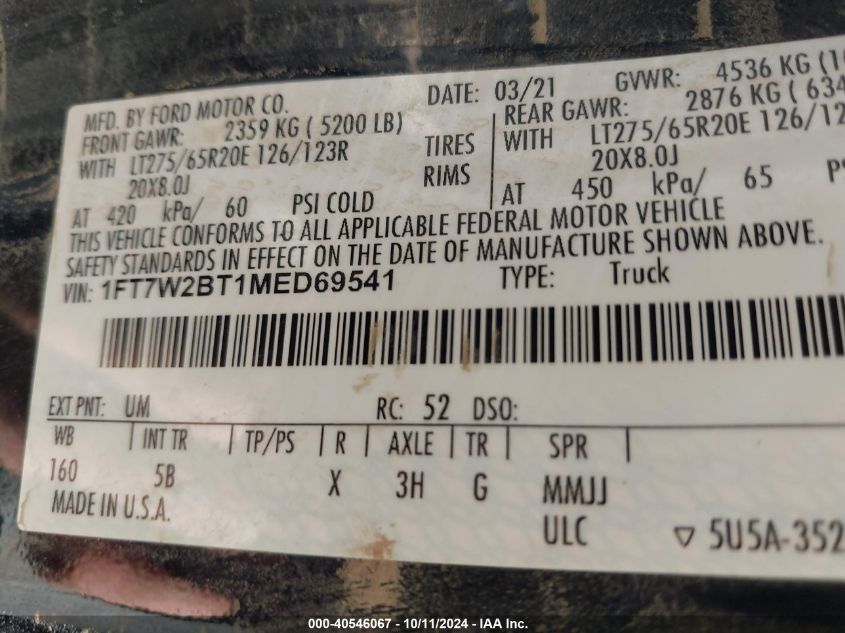 MFD. BY FORD MOTOR CO.
DATE: 03/21
GVWR: 4536 KG
FRONT GAWR: 2359 KG ( 5200 LB)
REAR GAWR: 2876 KG
WITH LT275/65R20E 126/123R
TIRES
WITH LT275/65R20E
20X8.0J
RIMS
20X8.0J
AT 420 kPa/ 60 PSI COLD
AT 450 kPa/ 65
THIS VEHICLE CONFORMS TO ALL APPLICABLE FEDERAL MOTOR VEHICLE
SAFETY STANDARDS IN EFFECT ON THE DATE OF MANUFACTURE SHOWN ABOVE.
VIN: 1FT7W2BT1MED69541
TYPE: Truck
EXT PNT: UM RC: 52 DSO:
WB INT TR TP/PS R AXLE TR SPR
160 5B X 3H G MMJJ
MADE IN U.S.A.
ULC ▽ 5U5A-352
000-40546067 - 10/11/2024 - IAA Inc.